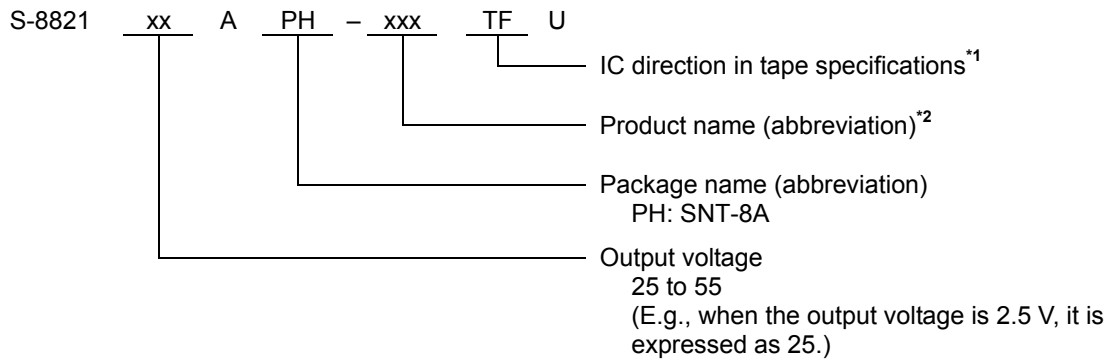 S-8821 xx A PH – xxx TF U
IC direction in tape specifications*1
Product name (abbreviation)*2
Package name (abbreviation)
PH: SNT-8A
Output voltage
25 to 55
(E.g., when the output voltage is 2.5 V, it is
expressed as 25.)